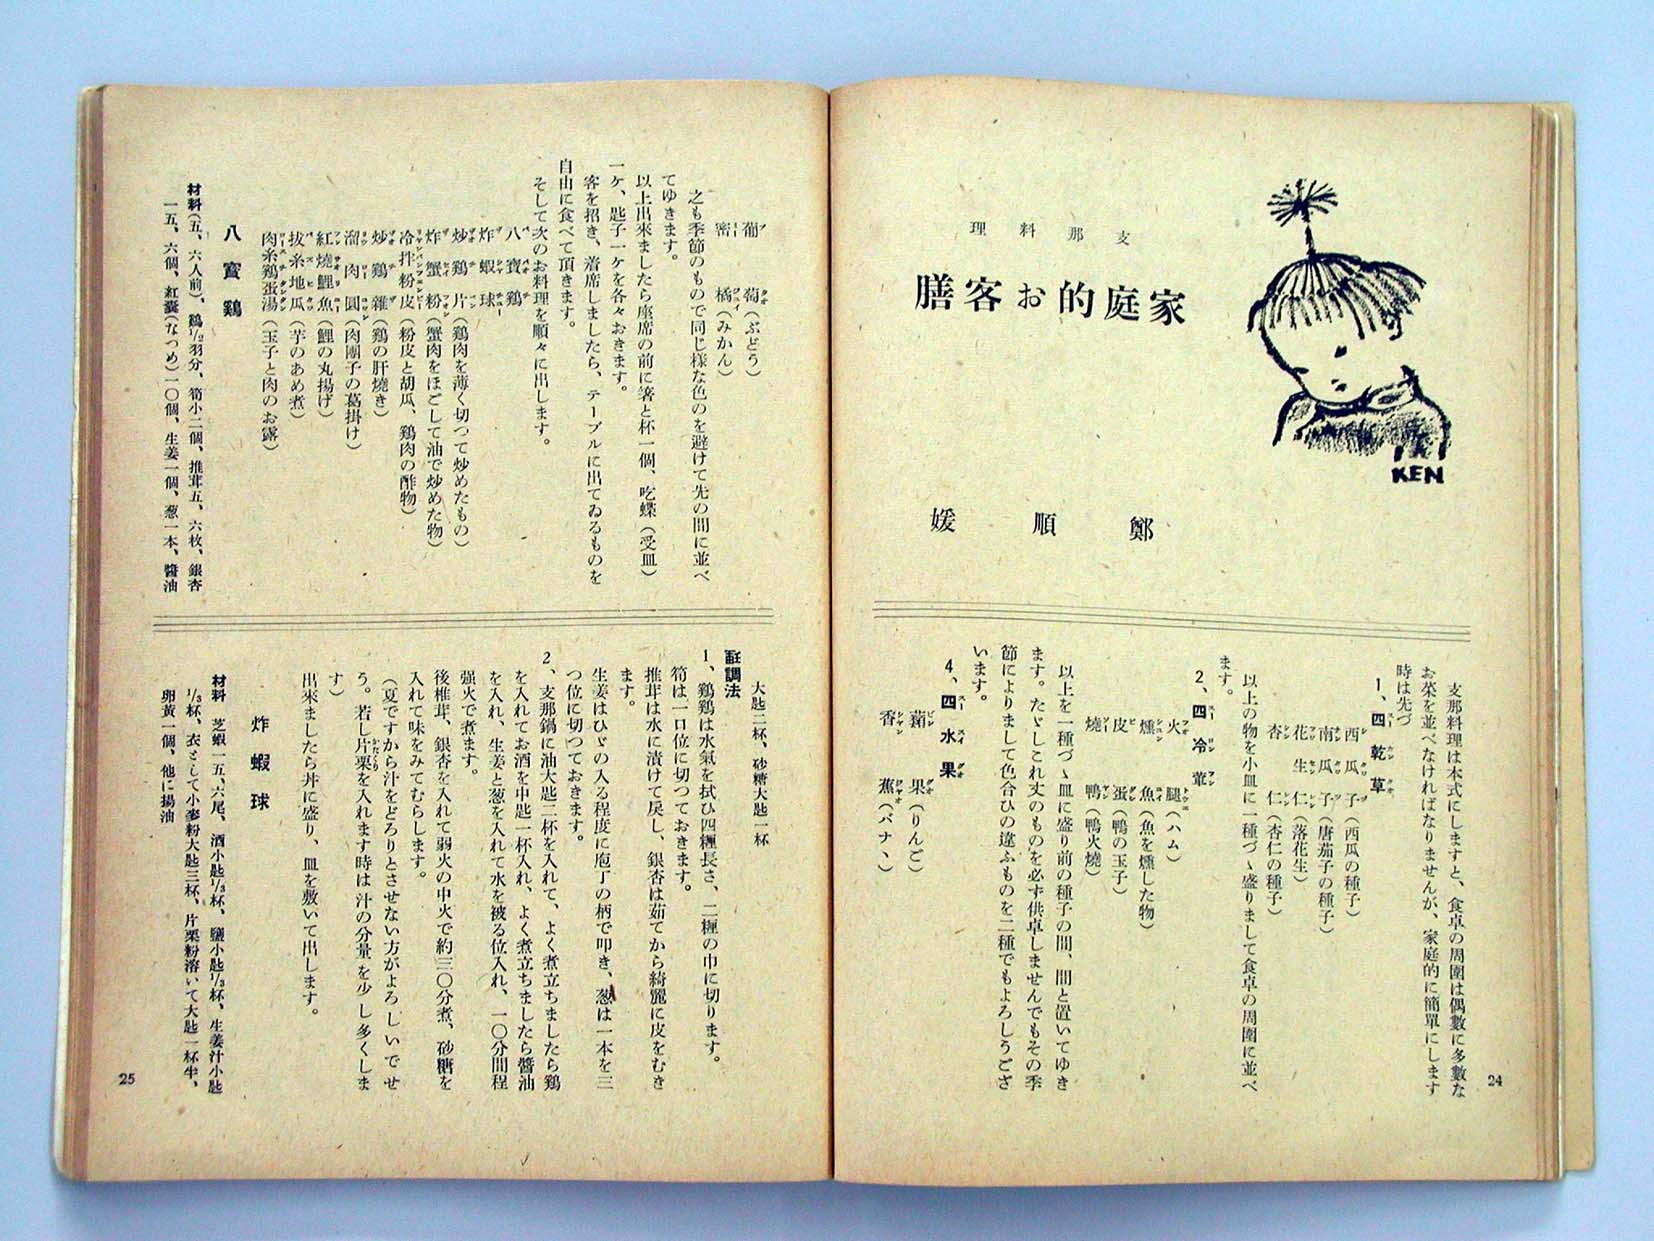 支那料理
家庭的お客膳
KEN
鄭順媛
支那料理は本式にしますと、食卓の周圍は偶數に多數な
お菜を並べなければなりませんが、家庭的に簡單にします
時は先づ
1、四乾草
西瓜子(西瓜の種子)
南瓜子(唐茄子の種子)
花生仁(落花生)
杏仁(杏仁の種子)
以上の物を小皿に一種づゝ盛りまして食卓の周圍に並べ
ます。
2、四冷葷
火腿(ハム)
燻魚(魚を燻した物)
皮蛋(鴨の玉子)
燒鴨(鴨火燒)
以上を一種づゝ皿に盛り前の種子の間、間と置いてゆき
ます。たゞしこれ丈のものを必ず供卓しませんでもその季
節によりまして色合ひの違ふものを二種でもよろしうござ
います。
4、四水果
蘋果(りんご)
香蕉(バナヽ)
24
葡萄(ぶどう)
密橘(みかん)
之も季節のもので同じ樣な色のを避けて先の間に並べ
てゆきます。
以上出來ましたら座席の前に箸と杯一個、吃蝶(受皿)
一ケ、匙子一ケを各々おきます。
客を招き、着席しましたら、テーブルに出てゐるものを
自由に食べて頂きます。
そして次のお料理を順々に出します。
八寶鷄
炸蝦球
炒鷄片(鷄肉を薄く切つて炒めたもの)
炸蟹粉(蟹肉をほごして油で炒めた物)
冷拌粉皮(粉皮と胡瓜、鷄肉の酢物)
炒鷄雜(鷄の肝燒き)
溜肉圓(肉團子の葛掛け)
紅燒鯉魚(鯉の丸揚げ)
拔糸地瓜(芋のあめ煮)
肉糸鷄蛋湯(玉子と肉のお露)
八寶鷄
材料(五、六人前)、鷄1/2羽分、筍小二個、推茸五、六枚、銀杏
一五、六個、紅棗(なつめ)一〇個、生姜一個、葱一本、醬油
大匙二杯、砂糖大匙一杯
調法
1、鷄鷄は水氣を拭ひ四糎長さ、二糎の巾に切ります。
筍は一口位に切つておきます。
推茸は水に漬けて戻し、銀杏は茹てから綺麗に皮をむき
ます。
生姜はひゞの入る程度に庖丁の柄で叩き、葱は一本を三
つ位に切つておきます。
2、支那鍋に油大匙二杯を入れて、よく煮立ちましたら鷄
を入れてお酒を中匙一杯入れ、よく煮立ちましたら醬油
を入れ、生姜と葱を入れて水を被る位入れ、一〇分間程
强火で煮ます。
後椎茸、銀杏を入れて弱火の中火で約三〇分煮、砂糖を
入れて味をみてむらします。
(夏ですから汁をどろりとさせない方がよろしいでせ
う。若し片栗を入れます時は汁の分量を少し多くしま
す)
出來ましたら丼に盛り、皿を敷いて出します。
炸蝦球
材料 芝蝦一五、六尾、酒小匙1/3杯、鹽小匙1/3杯、生姜汁小匙
1/3杯、衣として小麥粉大匙三杯、片栗粉溶いて大匙一杯半、
卵黄一個、他に揚油
25